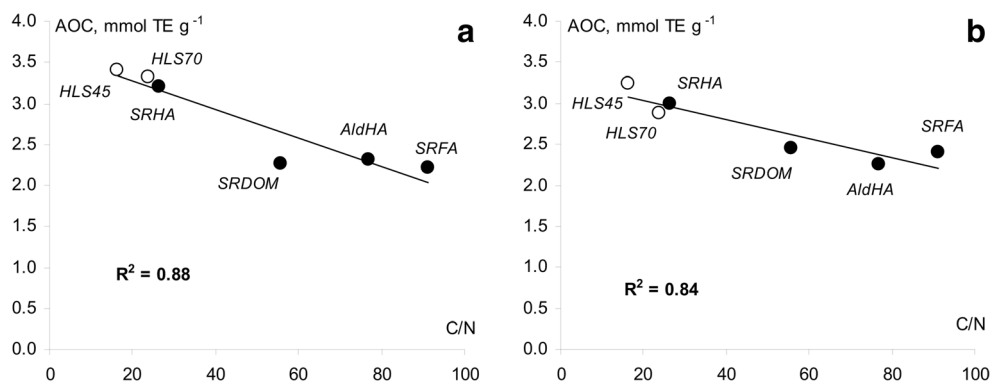 4.0
AOC, mmol TE g⁻¹
a
3.5
HLS70
HLS45
3.0
SRHA
2.5
AldHA
SRFA
SRDOM
2.0
1.5
1.0
R² = 0.88
0.5
C/N
0.0
0
20
40
60
80
100
4.0
AOC, mmol TE g⁻¹
b
3.5
SRHA
HLS45
3.0
HLS70
SRFA
2.5
SRDOM
AldHA
2.0
1.5
1.0
R² = 0.84
0.5
C/N
0.0
0
20
40
60
80
100